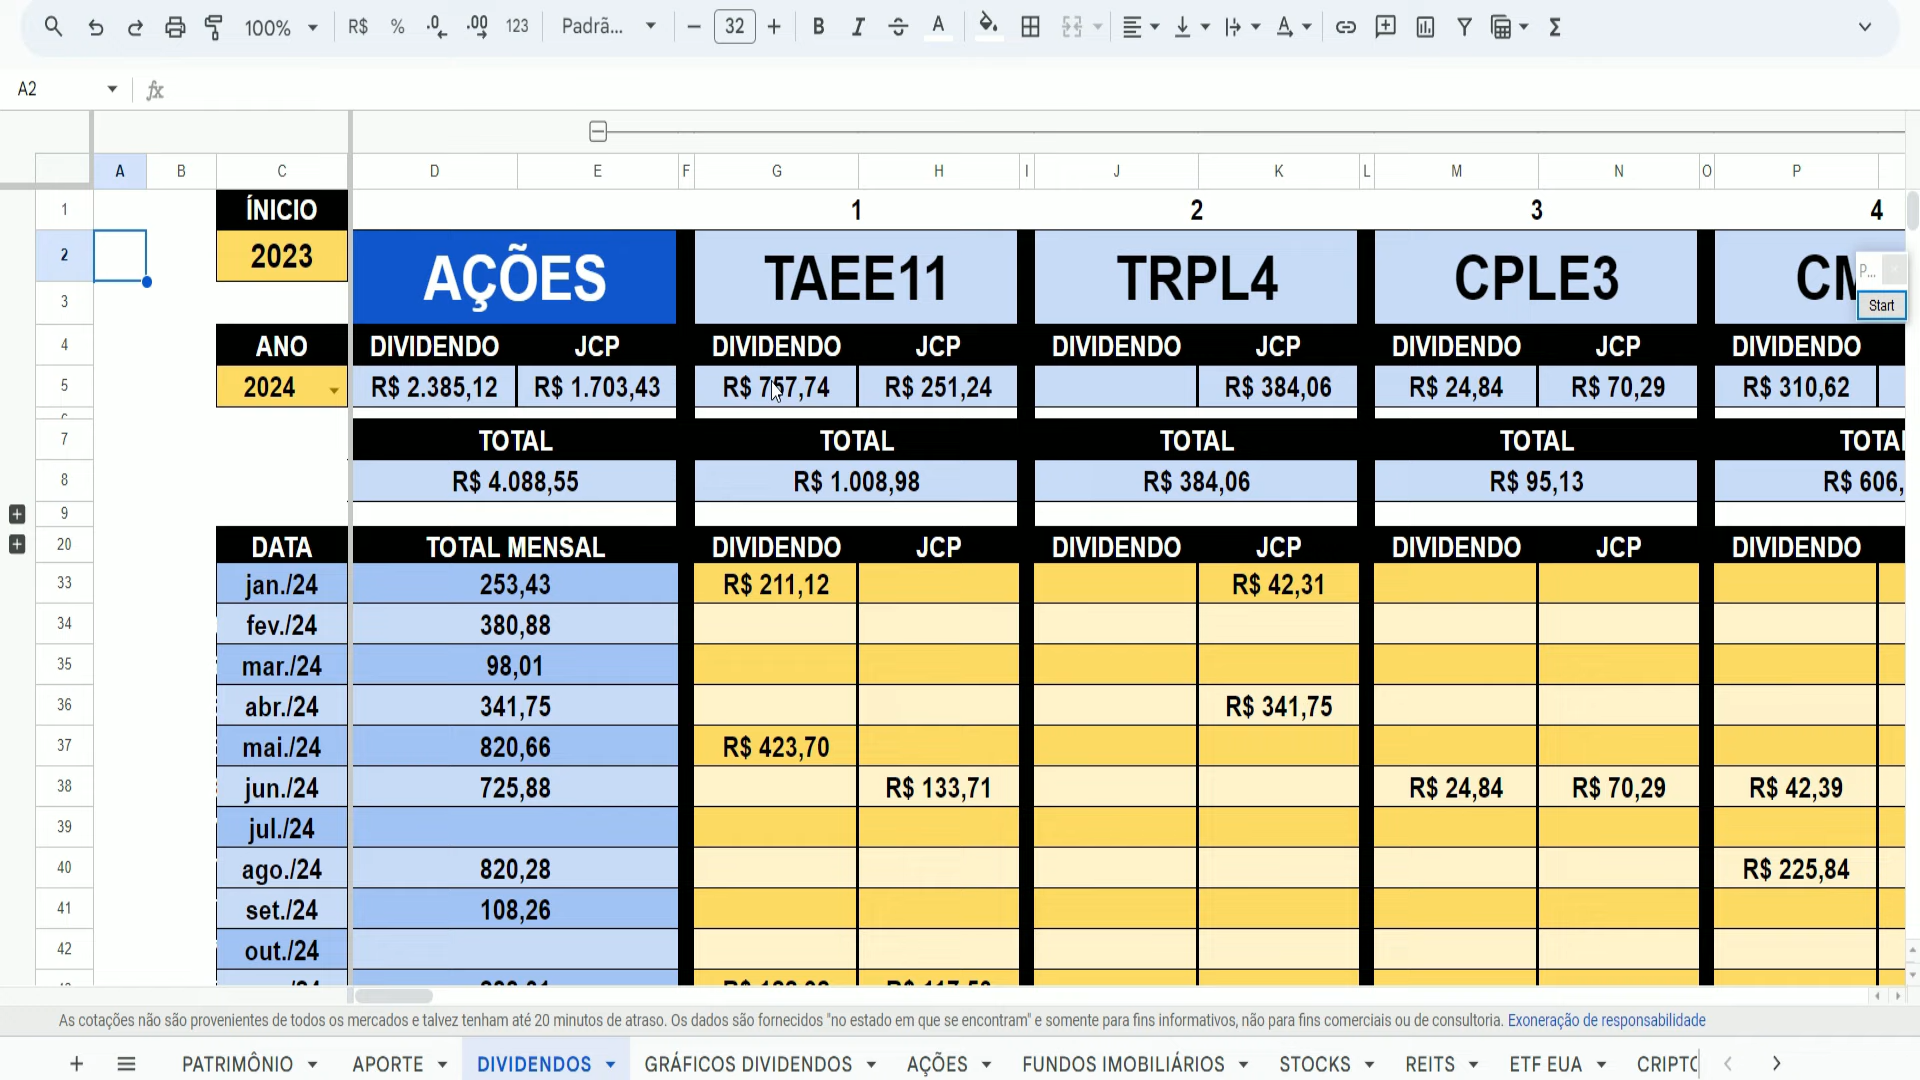 100% R$ % .0 .00 123 Padrã... 32 B I A
A2 fx
A B C D E F G H I J K L M N O P
1 ÍNICIO 1 2 3 4
2 2023 AÇÕES TAEE11 TRPL4 CPLE3 P...
3 Start
4 ANO DIVIDENDO JCP DIVIDENDO JCP DIVIDENDO JCP DIVIDENDO JCP DIVIDENDO
5 2024 R$ 2.385,12 R$ 1.703,43 R$ 757,74 R$ 251,24 R$ 384,06 R$ 24,84 R$ 70,29 R$ 310,62
7 TOTAL TOTAL TOTAL TOTAL TOTAL
8 R$ 4.088,55 R$ 1.008,98 R$ 384,06 R$ 95,13 R$ 606,
9
20 DATA TOTAL MENSAL DIVIDENDO JCP DIVIDENDO JCP DIVIDENDO JCP DIVIDENDO
33 jan./24 253,43 R$ 211,12 R$ 42,31
34 fev./24 380,88
35 mar./24 98,01
36 abr./24 341,75 R$ 341,75
37 mai./24 820,66 R$ 423,70
38 jun./24 725,88 R$ 133,71 R$ 24,84 R$ 70,29 R$ 42,39
39 jul./24
40 ago./24 820,28 R$ 225,84
41 set./24 108,26
42 out./24
As cotações não são provenientes de todos os mercados e talvez tenham até 20 minutos de atraso. Os dados são fornecidos "no estado em que se encontram" e somente para fins informativos, não para fins comerciais ou de consultoria. Exoneração de responsabilidade
PATRIMÔNIO APORTE DIVIDENDOS GRÁFICOS DIVIDENDOS AÇÕES FUNDOS IMOBILIÁRIOS STOCKS REITS ETF EUA CRIPTO